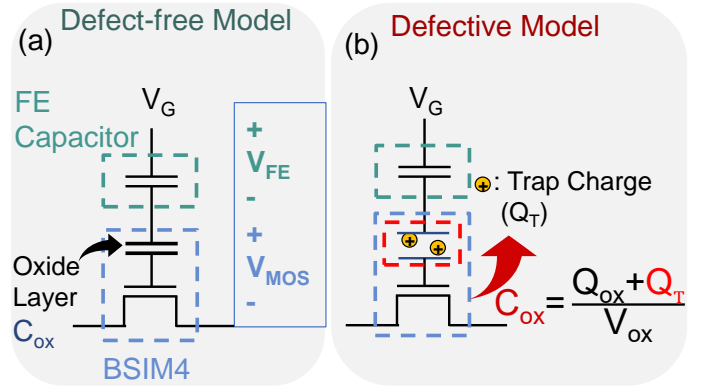 (a)
Defect-free Model
FE
Capacitor
V_G
+
V_FE
-
+
V_MOS
-
Oxide
Layer
C_ox
BSIM4
(b)
Defective Model
V_G
+: Trap Charge
(Q_T)
+ +
C_ox = (Q_ox+Q_T)/V_ox